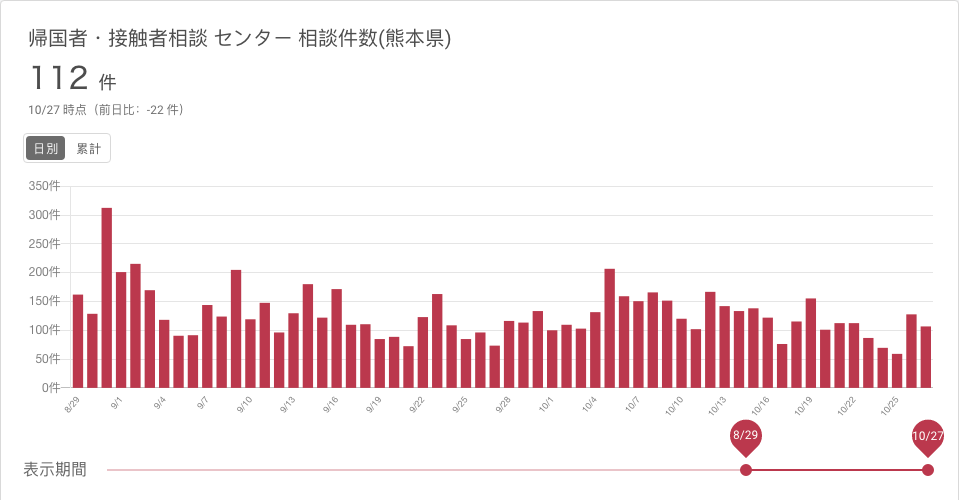 帰国者・接触者相談 センター 相談件数(熊本県)
112 件
10/27 時点（前日比：-22 件）
日別 累計
350件
300件
250件
200件
150件
100件
50件
0件
8/29 9/1 9/4 9/7 9/10 9/13 9/16 9/19 9/22 9/25 9/28 10/1 10/4 10/7 10/10 10/13 10/16 10/19 10/22 10/25
8/29 10/27
表示期間